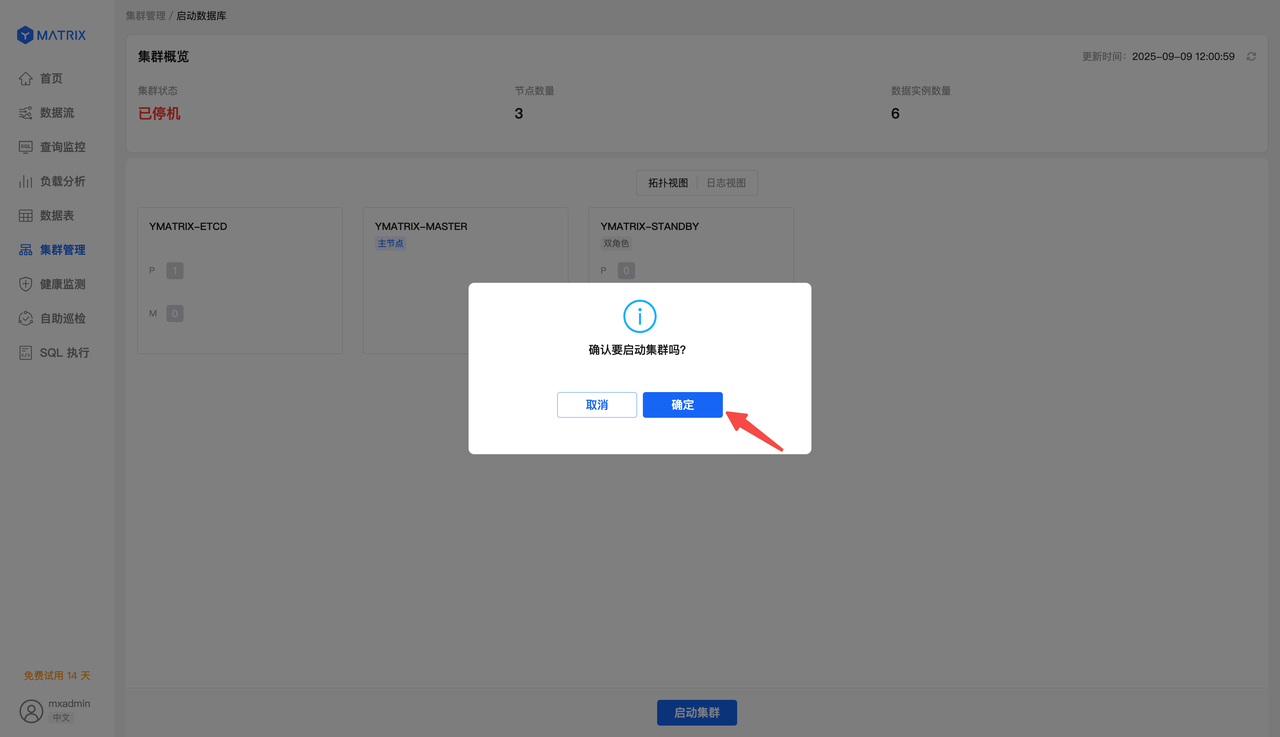 MATRIX
首页
数据流
查询监控
负载分析
数据表
集群管理
健康监测
自助巡检
SQL 执行
免费试用 14 天
mxadmin
中文
集群管理 / 启动数据库
集群概览
更新时间: 2025-09-09 12:00:59
集群状态
已停机
节点数量
3
数据实例数量
6
拓扑视图 日志视图
YMATRIX-ETCD
P 1
M 0
YMATRIX-MASTER
主节点
YMATRIX-STANDBY
双角色
P 0
确认要启动集群吗?
取消 确定
启动集群